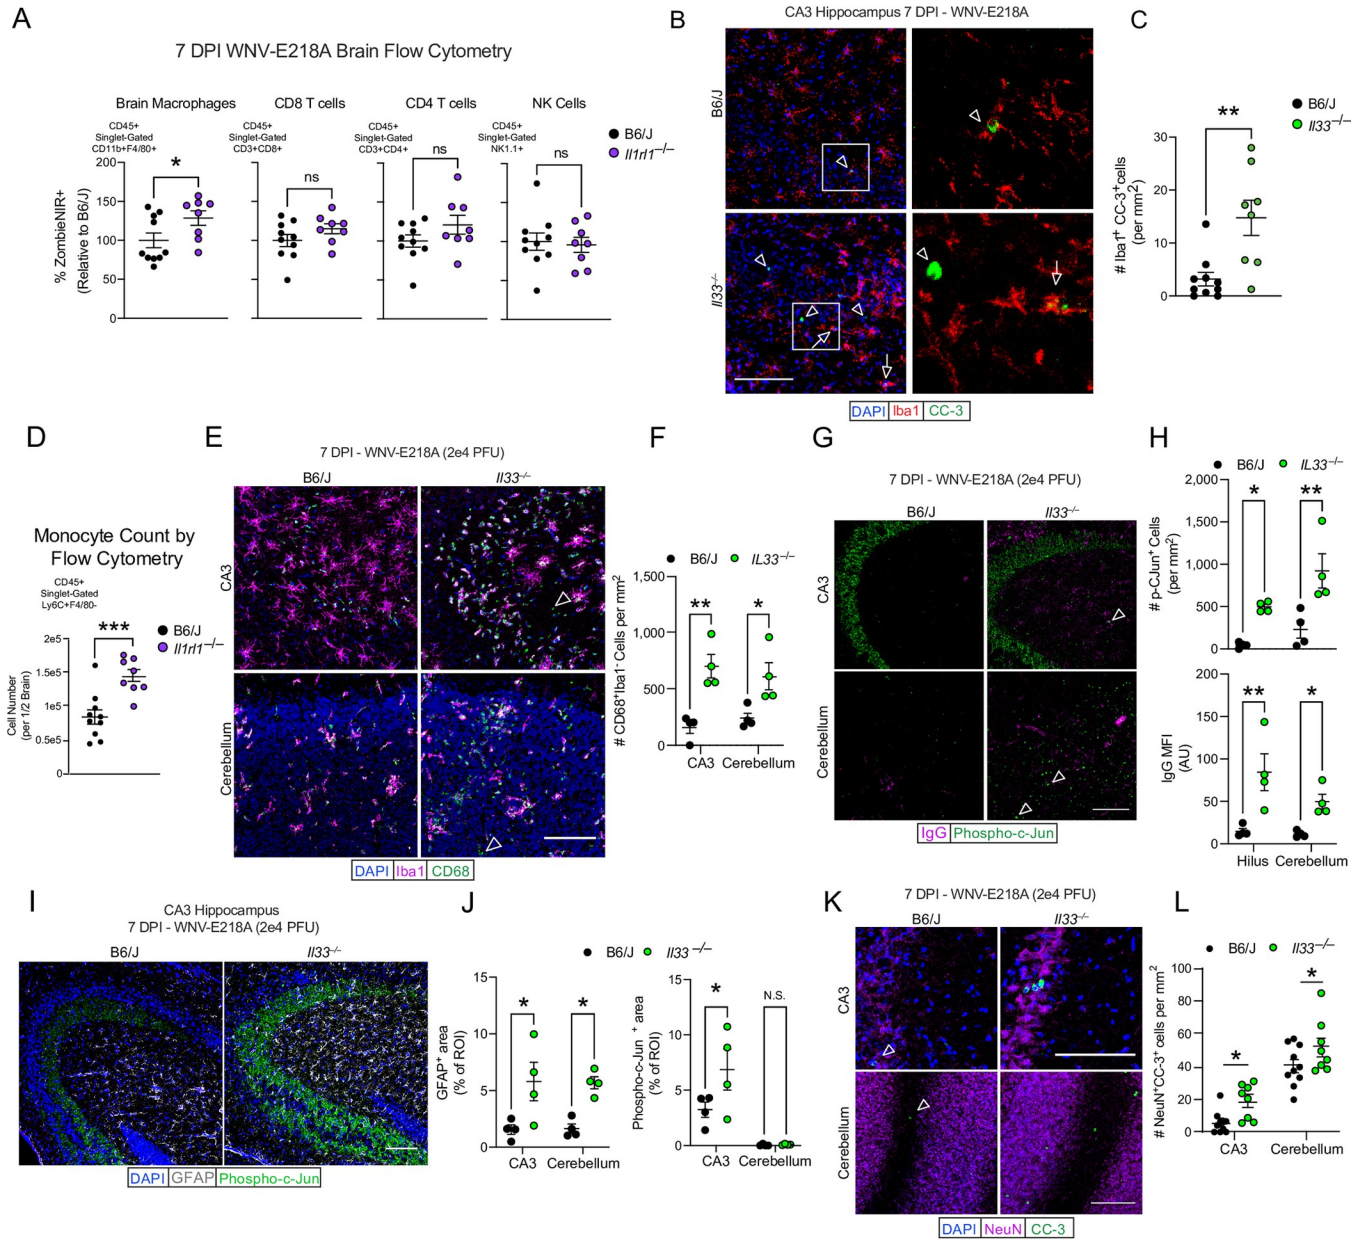 A
7 DPI WNV-E218A Brain Flow Cytometry
Brain Macrophages
CD45+
Singlet-Gated
CD11b+F4/80+
CD8 T cells
CD45+
Singlet-Gated
CD3+CD8+
CD4 T cells
CD45+
Singlet-Gated
CD3+CD4+
NK Cells
CD45+
Singlet-Gated
NK1.1+
B6/J
Il1rl1–/–
% ZombieNIR+
(Relative to B6/J)
200
150
100
50
0
*
ns
ns
ns
B
CA3 Hippocampus 7 DPI - WNV-E218A
B6/J
Il33–/–
DAPI Iba1 CC-3
C
B6/J
Il33–/–
**
# Iba1+ CC-3+cells
(per mm2)
30
20
10
0
D
Monocyte Count by
Flow Cytometry
CD45+
Singlet-Gated
Ly6C+F4/80-
B6/J
Il1rl1–/–
***
Cell Number
(per 1/2 Brain)
2e5
1.5e5
1e5
0.5e5
0
E
7 DPI - WNV-E218A (2e4 PFU)
B6/J
Il33–/–
CA3
Cerebellum
DAPI Iba1 CD68
F
B6/J
IL33–/–
# CD68+Iba1- Cells per mm2
1,500
1,000
500
0
**
*
CA3
Cerebellum
G
7 DPI - WNV-E218A (2e4 PFU)
B6/J
Il33–/–
CA3
Cerebellum
IgG Phospho-c-Jun
H
B6/J
IL33–/–
# p-CJun+ Cells
(per mm2)
2,000
1,500
1,000
500
0
*
**
IgG MFI
(AU)
200
150
100
50
0
**
*
Hilus
Cerebellum
I
CA3 Hippocampus
7 DPI - WNV-E218A (2e4 PFU)
B6/J
Il33–/–
DAPI GFAP Phospho-c-Jun
J
B6/J
Il33 –/–
GFAP+ area
(% of ROI)
15
10
5
0
*
*
CA3
Cerebellum
Phospho-c-Jun + area
(% of ROI)
15
10
5
0
*
N.S.
CA3
Cerebellum
K
7 DPI - WNV-E218A (2e4 PFU)
B6/J
Il33–/–
CA3
Cerebellum
DAPI NeuN CC-3
L
B6/J
Il33–/–
# NeuN+CC-3+ cells per mm2
100
80
60
40
20
0
*
*
CA3
Cerebellum